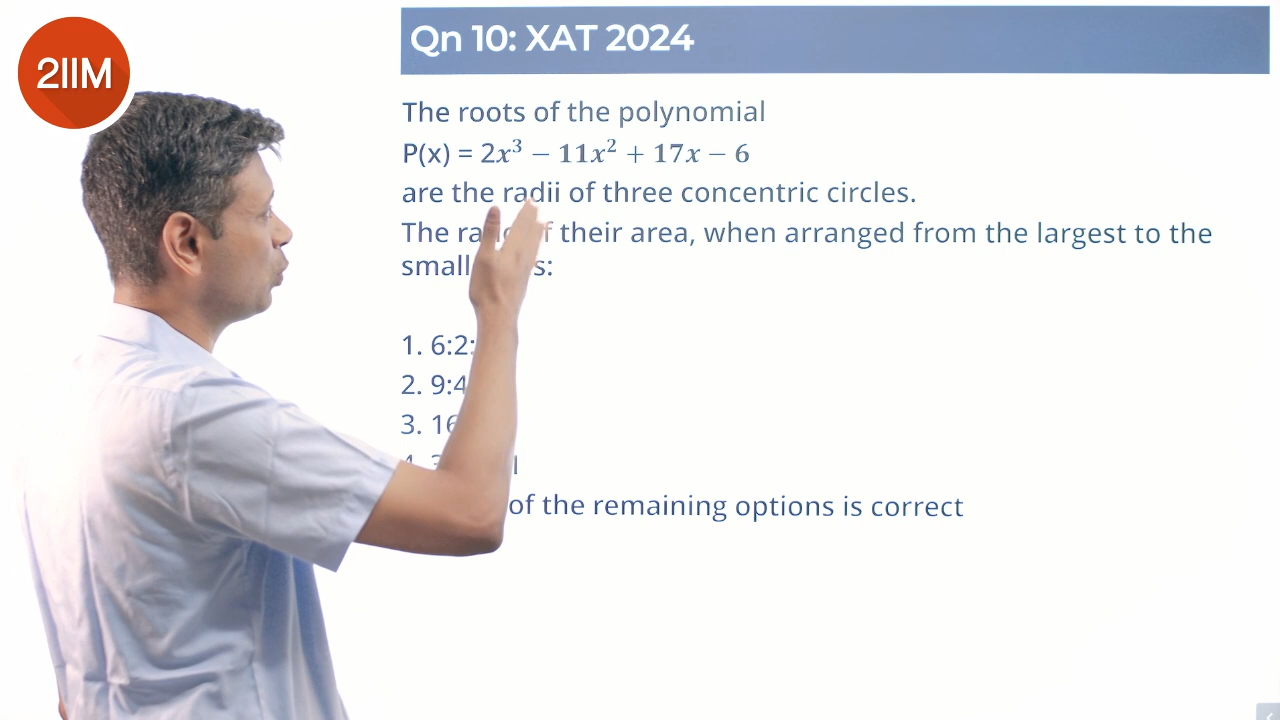 2IIM
Qn 10: XAT 2024
The roots of the polynomial
P(x) = 2x³ − 11x² + 17x − 6
are the radii of three concentric circles.
The their area, when arranged from the largest to the
1. 6:2:
2. 9:4
3. 16
4.
of the remaining options is correct